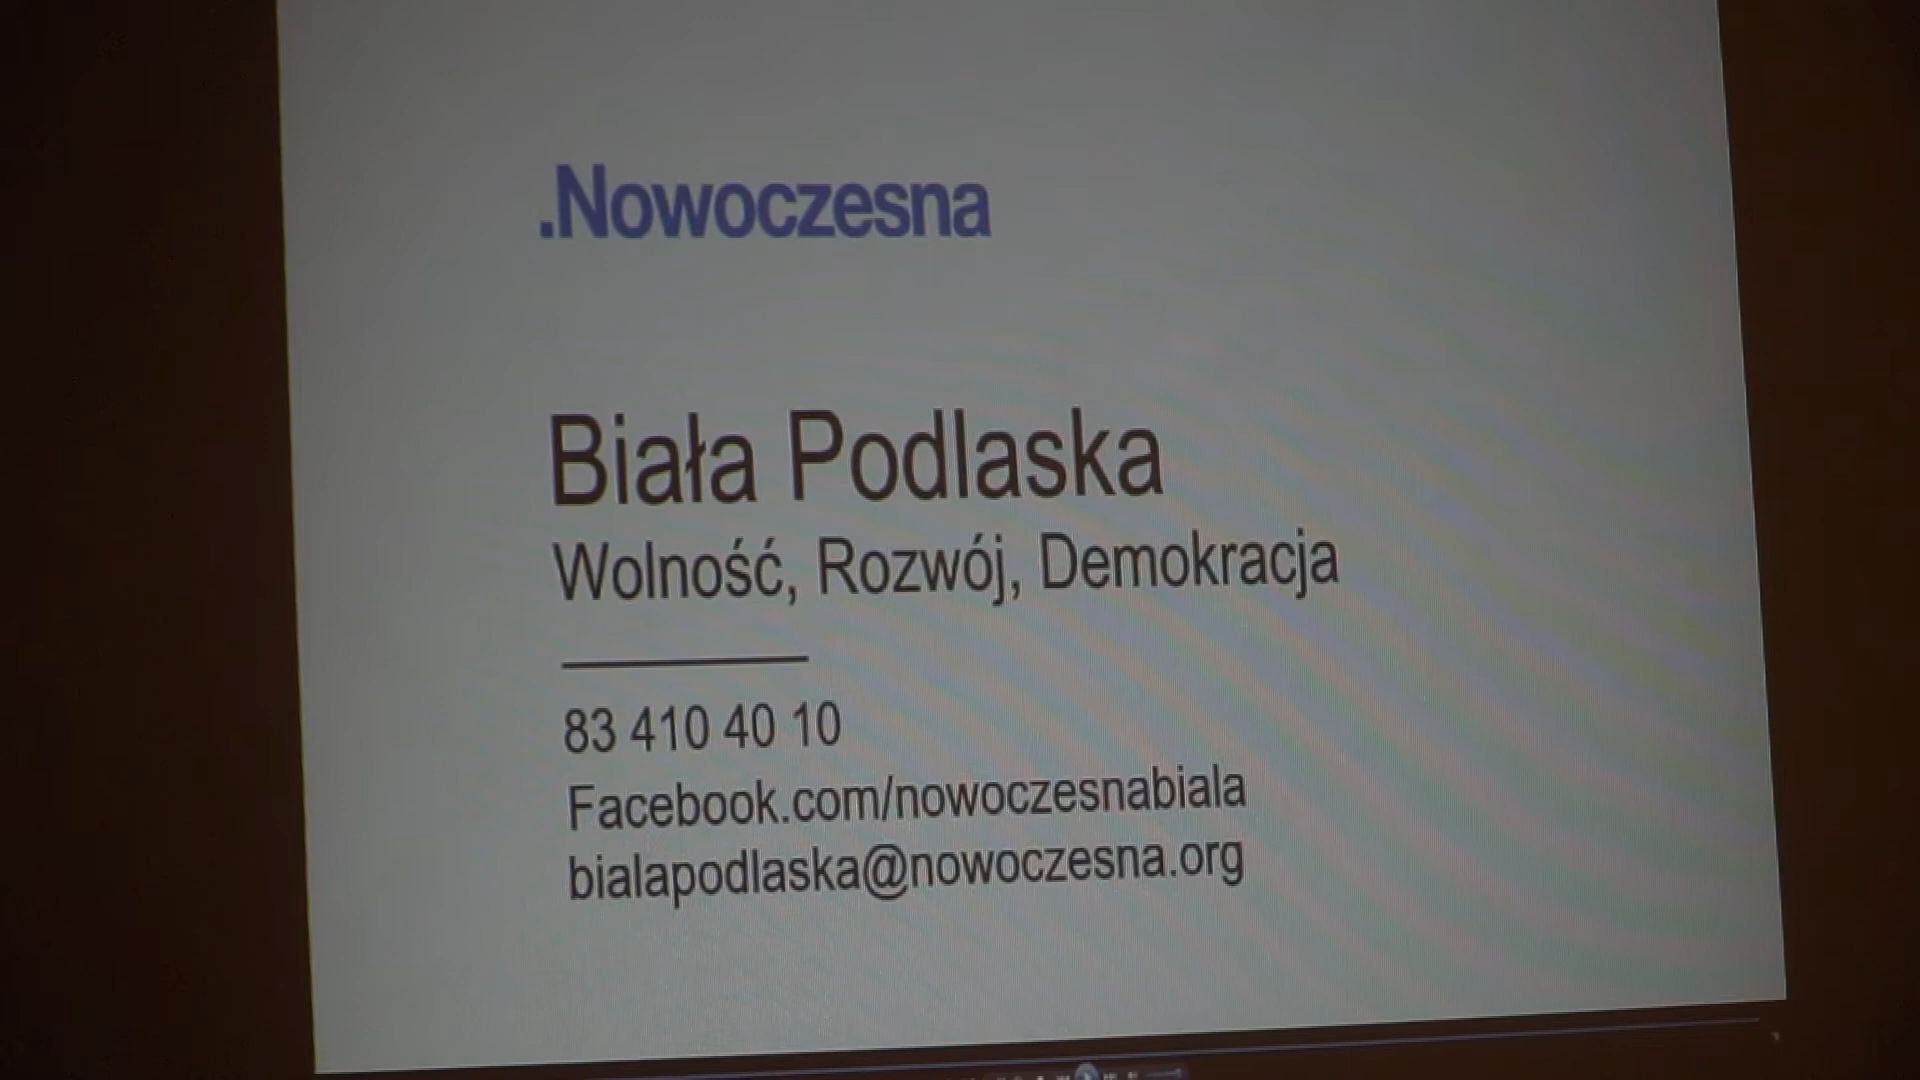 .Nowoczesna
Biała Podlaska
Wolność, Rozwój, Demokracja
83 410 40 10
Facebook.com/nowoczesnabiala
bialapodlaska@nowoczesna.org